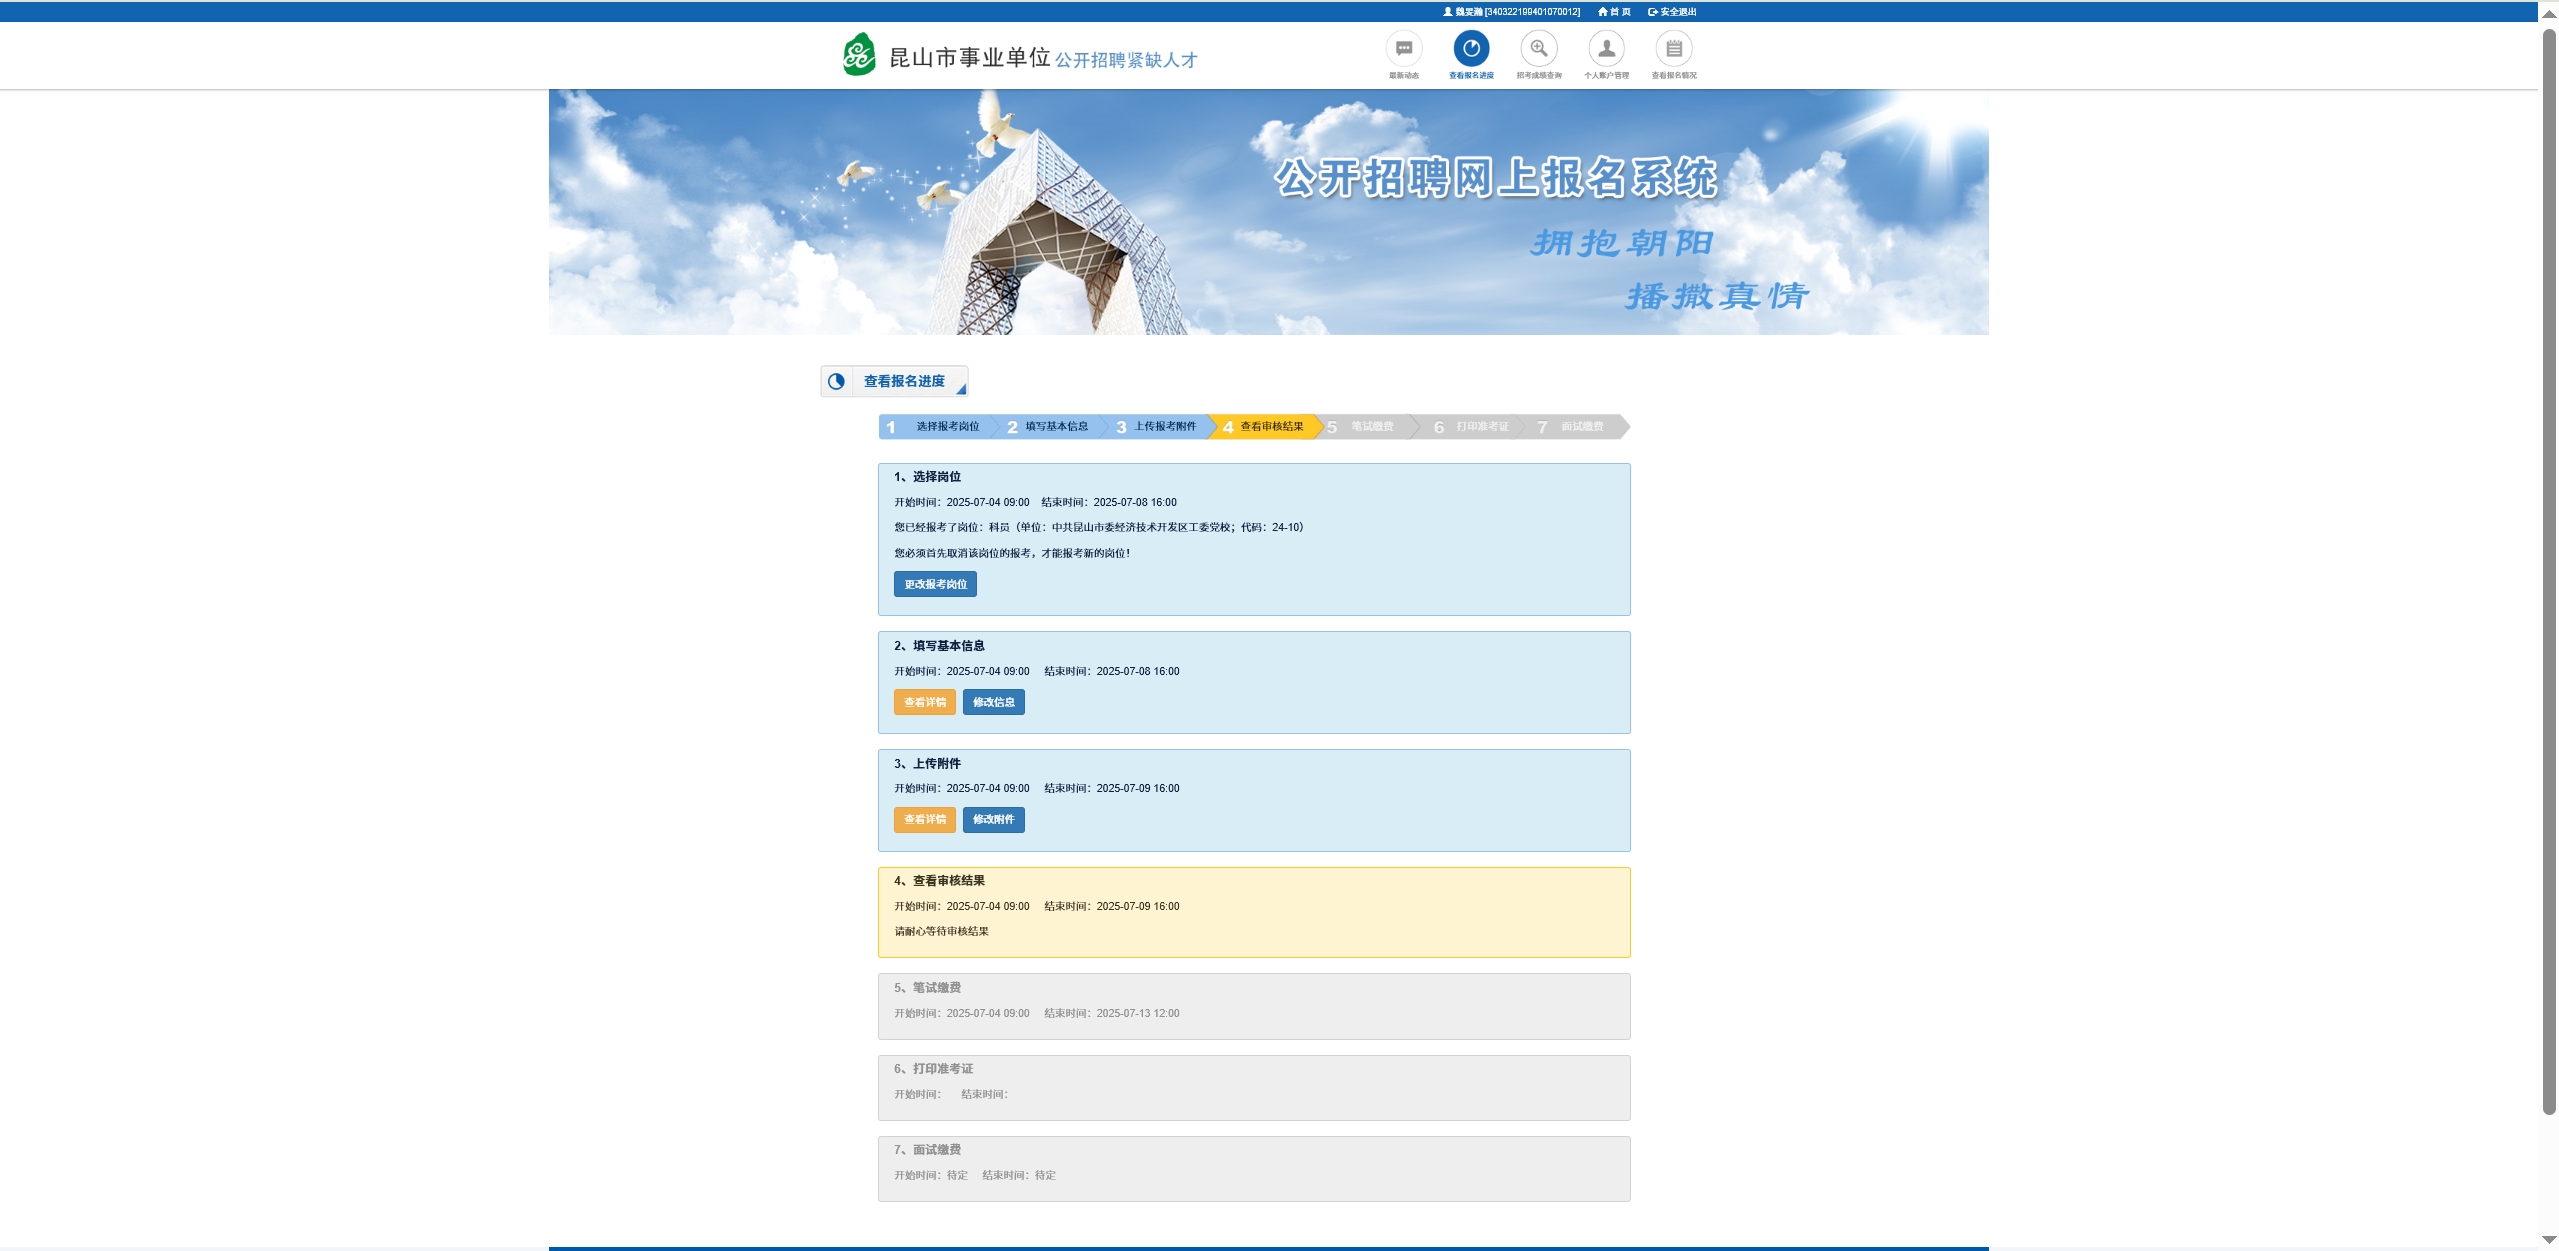 魏旻瀚 [340322199401070012] 首 页 安全退出
昆山市事业单位 公开招聘紧缺人才
最新动态 查看报名进度 招考成绩查询 个人账户管理 查看报名情况
公开招聘网上报名系统
拥抱朝阳
播撒真情
查看报名进度
1 选择报考岗位 2 填写基本信息 3 上传报考附件 4 查看审核结果 5 笔试缴费 6 打印准考证 7 面试缴费
1、选择岗位
开始时间：2025-07-04 09:00 结束时间：2025-07-08 16:00
您已经报考了岗位：科员（单位：中共昆山市委经济技术开发区工委党校；代码：24-10）
您必须首先取消该岗位的报考，才能报考新的岗位！
更改报考岗位
2、填写基本信息
开始时间：2025-07-04 09:00 结束时间：2025-07-08 16:00
查看详情 修改信息
3、上传附件
开始时间：2025-07-04 09:00 结束时间：2025-07-09 16:00
查看详情 修改附件
4、查看审核结果
开始时间：2025-07-04 09:00 结束时间：2025-07-09 16:00
请耐心等待审核结果
5、笔试缴费
开始时间：2025-07-04 09:00 结束时间：2025-07-13 12:00
6、打印准考证
开始时间： 结束时间：
7、面试缴费
开始时间：待定 结束时间：待定